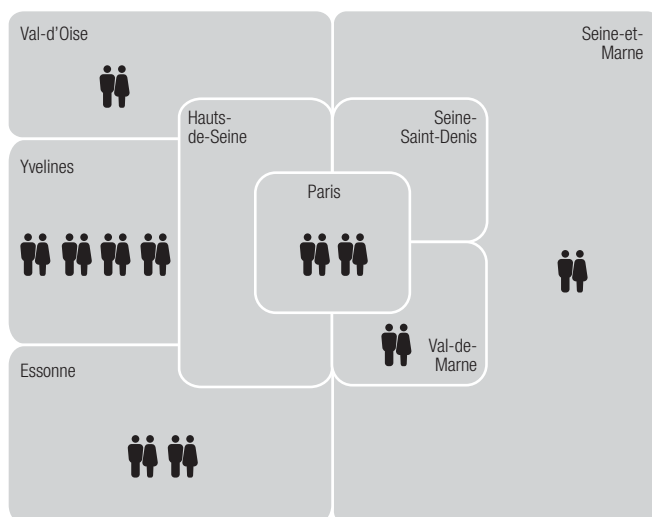 Val-d'Oise
Seine-et-
Marne
Hauts-
de-Seine
Seine-
Saint-Denis
Yvelines
Paris
Val-de-
Marne
Essonne